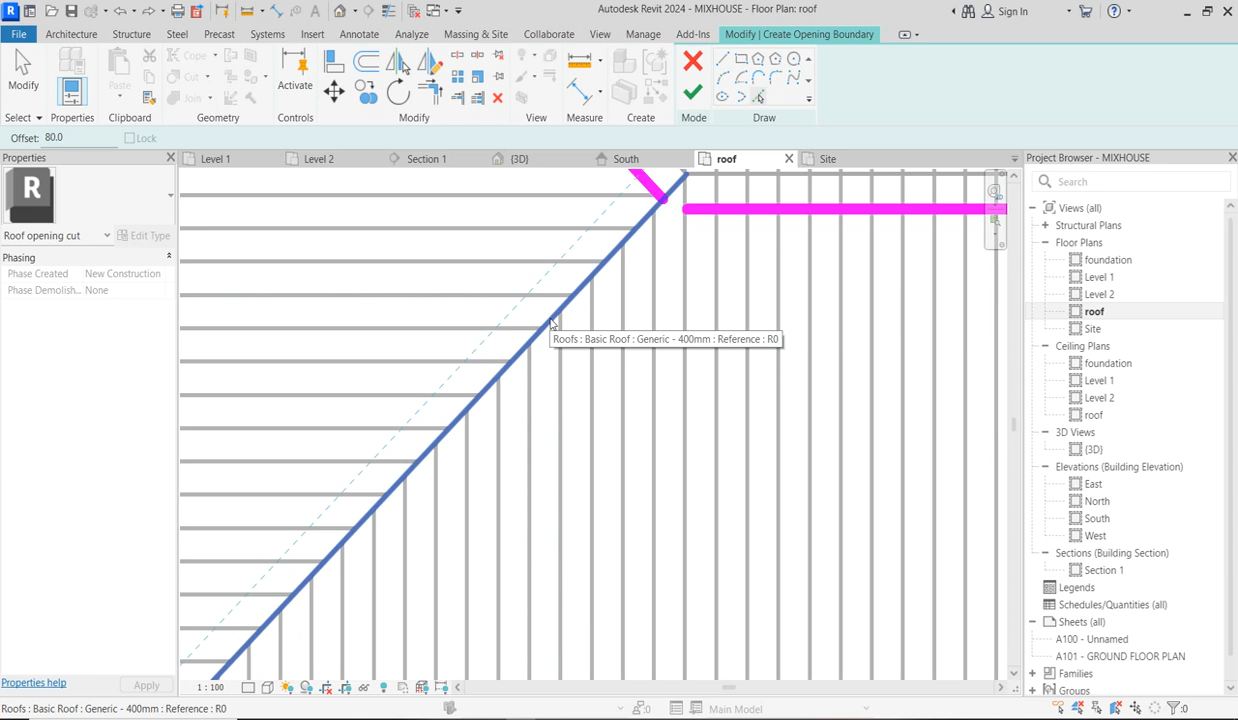 Autodesk Revit 2024 - MIXHOUSE - Floor Plan: roof
Sign In
File
Architecture
Structure
Steel
Precast
Systems
Insert
Annotate
Analyze
Massing & Site
Collaborate
View
Manage
Add-Ins
Modify | Create Opening Boundary
Modify
Paste
Cope
Cut
Join
Activate
Select
Properties
Clipboard
Geometry
Controls
Modify
View
Measure
Create
Mode
Draw
Offset: 80.0
Lock
Properties
Level 1
Level 2
Section 1
{3D}
South
roof
Site
Project Browser - MIXHOUSE
R
Search
Roof opening cut
Edit Type
Phasing
Phase Created
New Construction
Phase Demolish...
None
Views (all)
Structural Plans
Floor Plans
foundation
Level 1
Level 2
roof
Site
Ceiling Plans
foundation
Level 1
Level 2
roof
3D Views
{3D}
Elevations (Building Elevation)
East
North
South
West
Sections (Building Section)
Section 1
Legends
Schedules/Quantities (all)
Sheets (all)
A100 - Unnamed
A101 - GROUND FLOOR PLAN
Families
Groups
Roofs : Basic Roof : Generic - 400mm : Reference : R0
Properties help
Apply
1 : 100
Roofs : Basic Roof : Generic - 400mm : Reference : R0
:0
Main Model
:0